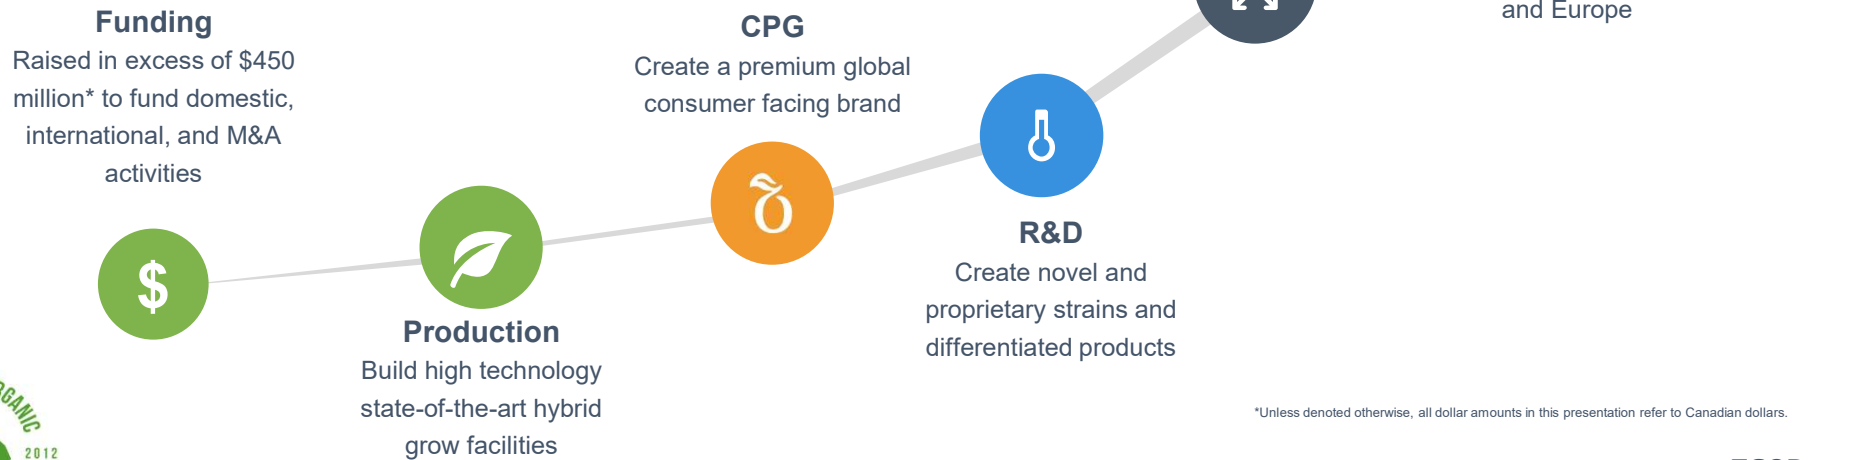 Funding
Raised in excess of $450
million* to fund domestic,
international, and M&A
activities
$
Production
Build high technology
state-of-the-art hybrid
grow facilities
CPG
Create a premium global
consumer facing brand
R&D
Create novel and
proprietary strains and
differentiated products
and Europe
*Unless denoted otherwise, all dollar amounts in this presentation refer to Canadian dollars.
2012